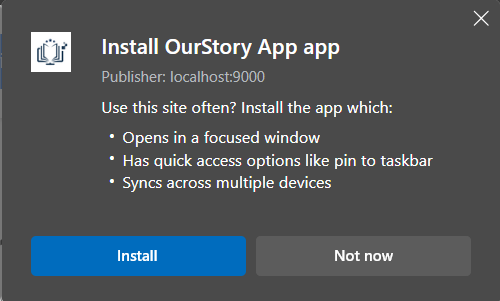 Install OurStory App app
Publisher: localhost:9000
Use this site often? Install the app which:
• Opens in a focused window
• Has quick access options like pin to taskbar
• Syncs across multiple devices
Install
Not now